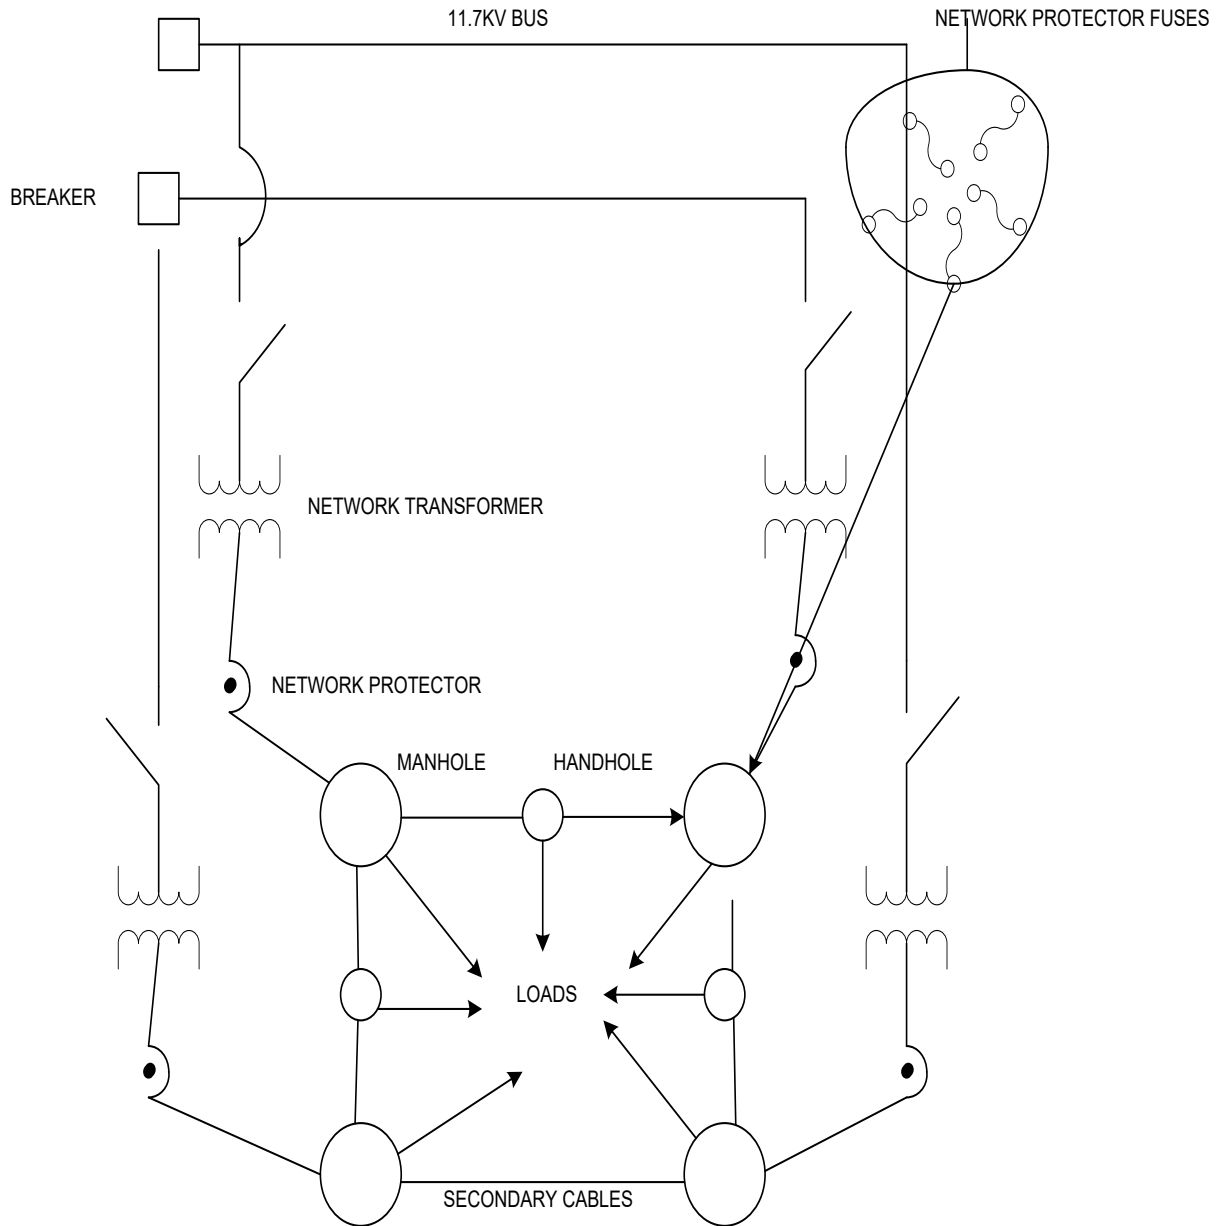 11.7KV BUS
NETWORK PROTECTOR FUSES
BREAKER
NETWORK TRANSFORMER
NETWORK PROTECTOR
MANHOLE
HANDHOLE
LOADS
SECONDARY CABLES